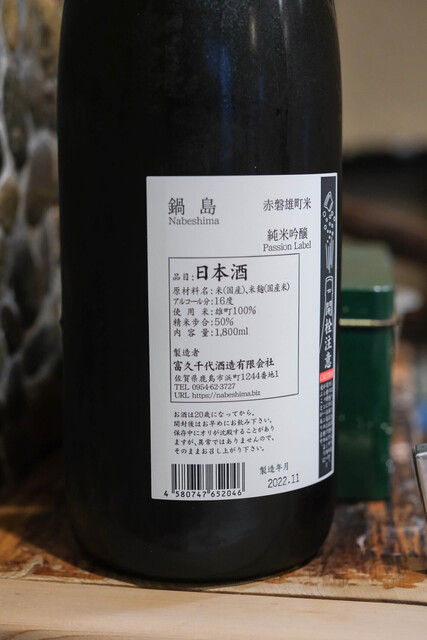 鍋島
Nabeshima
赤磐雄町米
純米吟醸
Passion Label
品目:日本酒
原材料名:米(国産)、米麹(国産米)
アルコール分:16度
使用米:雄町100%
精米歩合:50%
内容量:1,800ml
製造者
富久千代酒造有限会社
佐賀県鹿島市浜町1244番地1
TEL 0954-62-3727
URL https://nabeshima.biz
お酒は20歳になってから。
開封後はお早めにお飲み下さい。
保存中にオリが沈殿することがあり
ますが、異常ではありませんので、
そのままお召し上がり下さい。
4 580747 652046
製造年月
2022.11
開栓注意